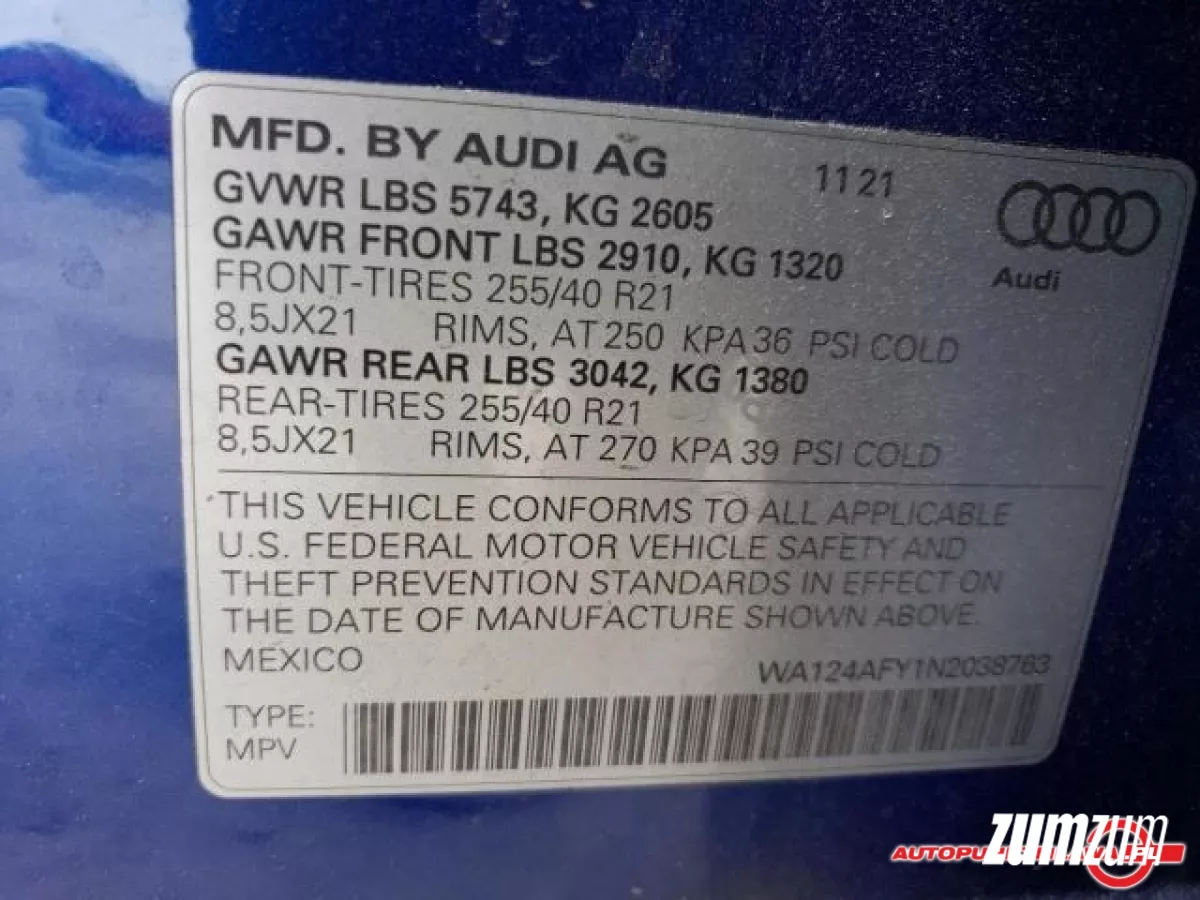 MFD. BY AUDI AG 11 21
GVWR LBS 5743, KG 2605
GAWR FRONT LBS 2910, KG 1320
Audi
FRONT-TIRES 255/40 R21
8,5JX21 RIMS, AT 250 KPA 36 PSI COLD
GAWR REAR LBS 3042, KG 1380
REAR-TIRES 255/40 R21
8,5JX21 RIMS, AT 270 KPA 39 PSI COLD
THIS VEHICLE CONFORMS TO ALL APPLICABLE
U.S. FEDERAL MOTOR VEHICLE SAFETY AND
THEFT PREVENTION STANDARDS IN EFFECT ON
THE DATE OF MANUFACTURE SHOWN ABOVE.
MEXICO WA124AFY1N2038763
TYPE:
MPV
zumzum